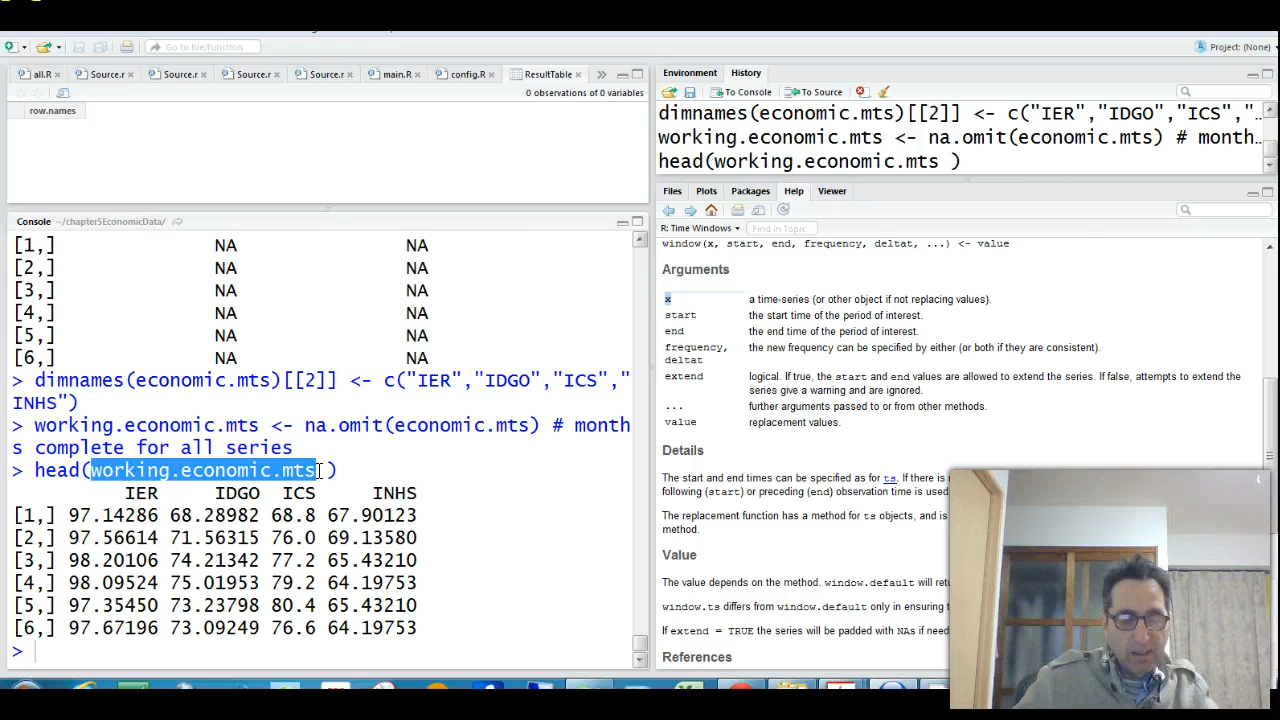 Go to file/function
Project: (None)
all.R
Source.r
Source.r
Source.r
Source.r
main.R
config.R
ResultTable
0 observations of 0 variables
row.names
Console ~/chapter5EconomicData/
[1,] NA NA
[2,] NA NA
[3,] NA NA
[4,] NA NA
[5,] NA NA
[6,] NA NA
> dimnames(economic.mts)[[2]] <- c("IER","IDGO","ICS","
INHS")
> working.economic.mts <- na.omit(economic.mts) # month
s complete for all series
> head(working.economic.mts )
IER IDGO ICS INHS
[1,] 97.14286 68.28982 68.8 67.90123
[2,] 97.56614 71.56315 76.0 69.13580
[3,] 98.20106 74.21342 77.2 65.43210
[4,] 98.09524 75.01953 79.2 64.19753
[5,] 97.35450 73.23798 80.4 65.43210
[6,] 97.67196 73.09249 76.6 64.19753
>
Environment History
To Console To Source
dimnames(economic.mts)[[2]] <- c("IER","IDGO","ICS","…
working.economic.mts <- na.omit(economic.mts) # month…
head(working.economic.mts )
Files Plots Packages Help Viewer
R: Time Windows Find in Topic
window(x, start, end, frequency, deltat, ...) <- value
Arguments
x a time-series (or other object if not replacing values).
start the start time of the period of interest.
end the end time of the period of interest.
frequency, the new frequency can be specified by either (or both if they are consistent).
deltat
extend logical. If true, the start and end values are allowed to extend the series. If false, attempts to extend the
series give a warning and are ignored.
... further arguments passed to or from other methods.
value replacement values.
Details
The start and end times can be specified as for ts. If there is
following (start) or preceding (end) observation time is used.
The replacement function has a method for ts objects, and is
method.
Value
The value depends on the method. window.default will
window.ts differs from window.default only in ensuring
If extend = TRUE the series will be padded with NAs if
References